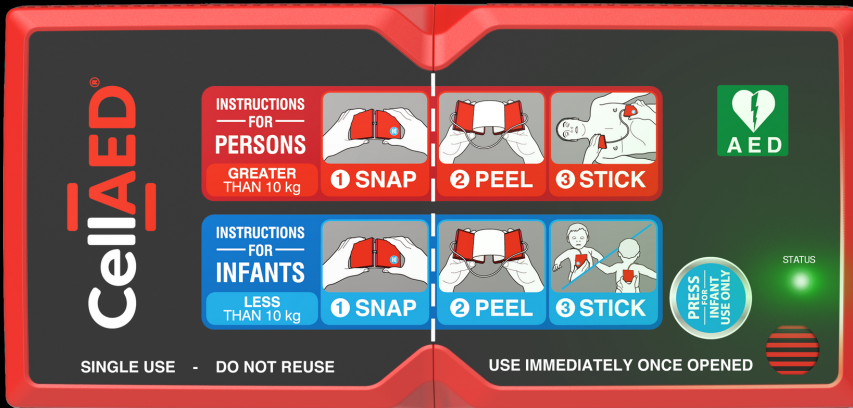 CellAED®
INSTRUCTIONS
FOR
PERSONS
GREATER
THAN 10 kg
1 SNAP
2 PEEL
3 STICK
AED
INSTRUCTIONS
FOR
INFANTS
LESS
THAN 10 kg
1 SNAP
2 PEEL
3 STICK
PRESS
FOR
INFANT
USE ONLY
STATUS
SINGLE USE - DO NOT REUSE
USE IMMEDIATELY ONCE OPENED